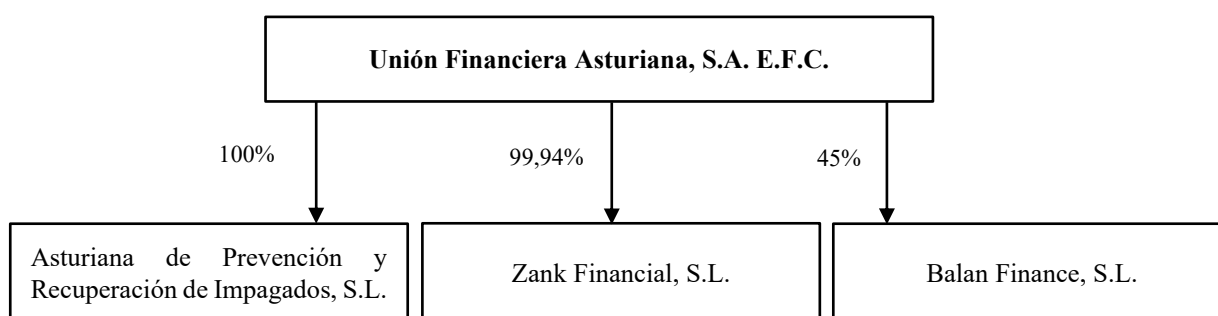 Unión Financiera Asturiana, S.A. E.F.C.
100%
99,94%
45%
Asturiana de Prevención y
Recuperación de Impagados, S.L.
Zank Financial, S.L.
Balan Finance, S.L.